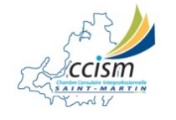 ccism
Chambre Consulaire Interprofessionnelle
SAINT-MARTIN